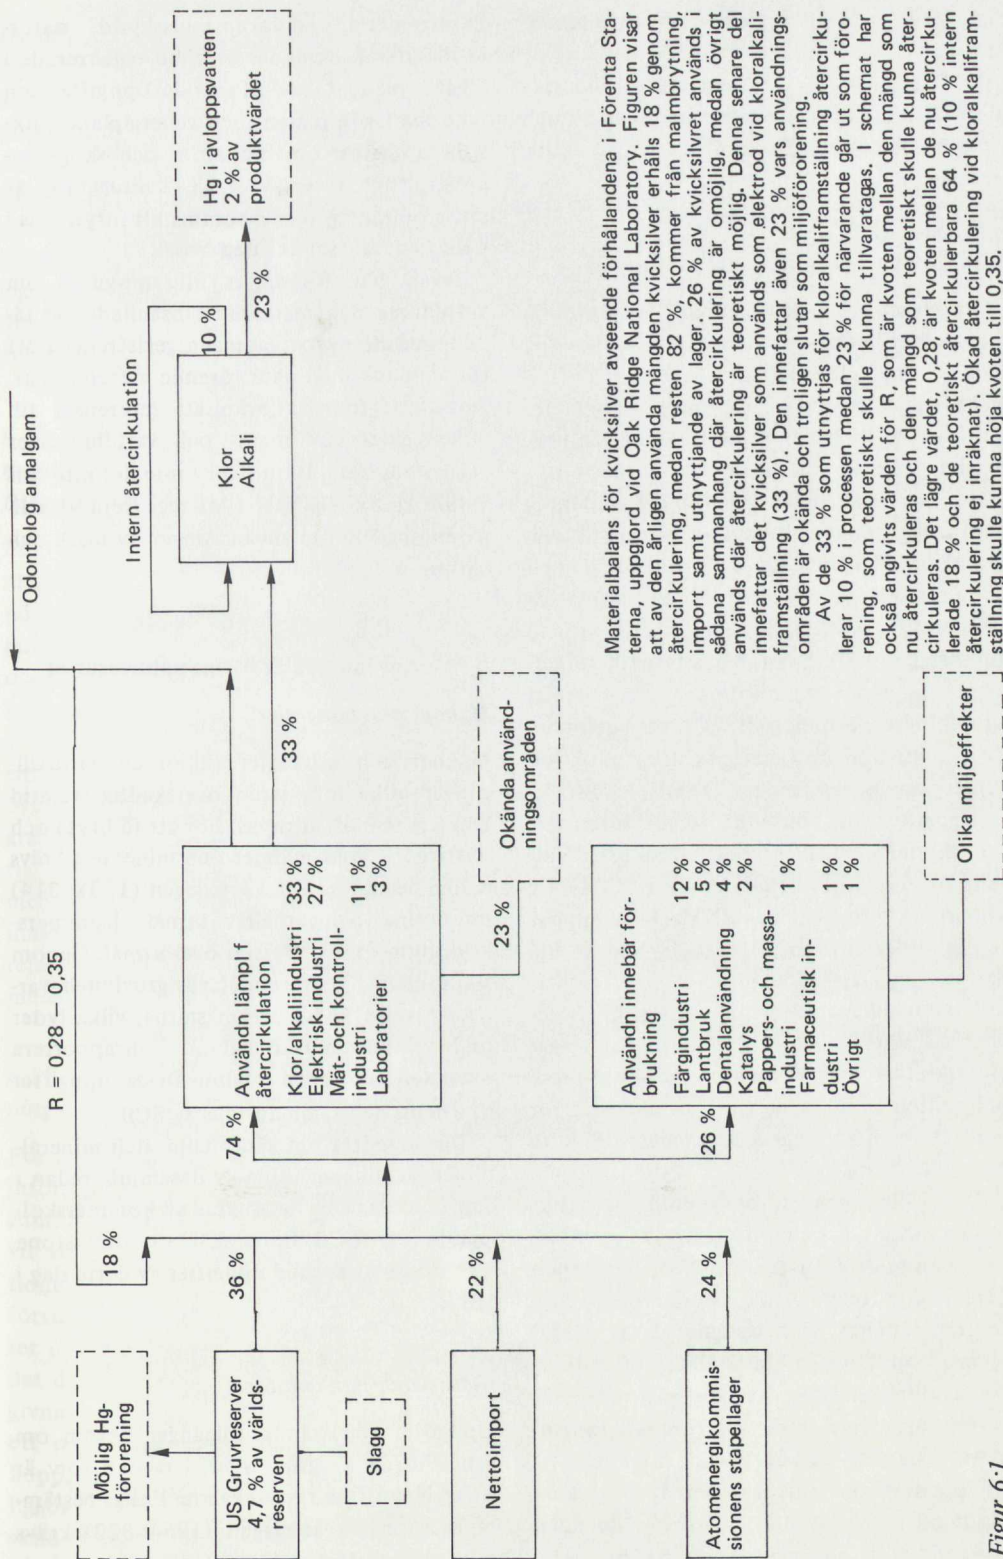 R = 0,28 - 0,35
Odontolog amalgam
Intern återcirkulation
Möjlig Hg-
förorening
18 %
US Gruvreserver
4,7 % av världs-
reserven
36 %
Slagg
Nettoimport
22 %
Atomenergikommis-
sionens stapellager
24 %
74 %
Användn lämpl f
återcirkulation
Klor/alkaliindustri 33 %
Elektrisk industri 27 %
Mät- och kontroll-
industri 11 %
Laboratorier 3 %
33 %
Klor
Alkali
10 %
23 %
Hg i avloppsvatten
2 % av
produktvärdet
23 %
Okända använd-
ningsområden
26 %
Användn innebär för-
brukning
Färgindustri 12 %
Lantbruk 5 %
Dentalanvändning 4 %
Katalys 2 %
Pappers- och massa-
industri 1 %
Farmaceutisk in-
dustri 1 %
Övrigt 1 %
Olika miljöeffekter
Materialbalans för kvicksilver avseende förhållandena i Förenta Sta-
terna, uppgjord vid Oak Ridge National Laboratory. Figuren visar
att av den årligen använda mängden kvicksilver erhålls 18 % genom
återcirkulering, medan resten 82 %, kommer från malmbrytning,
import samt utnyttjande av lager. 26 % av kvicksilvret används i
sådana sammanhang där återcirkulering är omöjlig, medan övrigt
används där återcirkulering är teoretiskt möjlig. Denna senare del
innefattar det kvicksilver som används som elektrod vid kloralkali-
framställning (33 %). Den innefattar även 23 % vars användnings-
områden är okända och troligen slutar som miljöförorening.
Av de 33 % som utnyttjas för kloralkaliframställning återcirku-
lerar 10 % i processen medan 23 % för närvarande går ut som föro-
rening, som teoretiskt skulle kunna tillvaratagas. I schemat har
också angivits värden för R, som är kvoten mellan den mängd som
nu återcirkuleras och den mängd som teoretiskt skulle kunna åter-
cirkuleras. Det lägre värdet, 0,28, är kvoten mellan de nu återcirku-
lerade 18 % och de teoretiskt återcirkulerbara 64 % (10 % intern
återcirkulering ej inräknat). Ökad återcirkulering vid kloralkalifram-
ställning skulle kunna höja kvoten till 0,35.
Figur 6:1